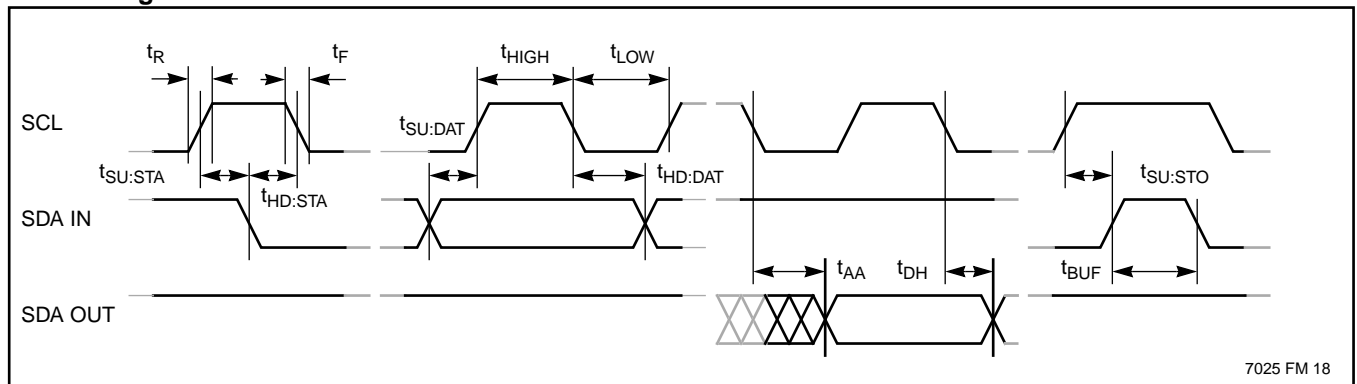 tR
tF
tHIGH
tLOW
SCL
tSU:DAT
tSU:STA
tHD:STA
tHD:DAT
tSU:STO
SDA IN
tAA
tDH
tBUF
SDA OUT
7025 FM 18